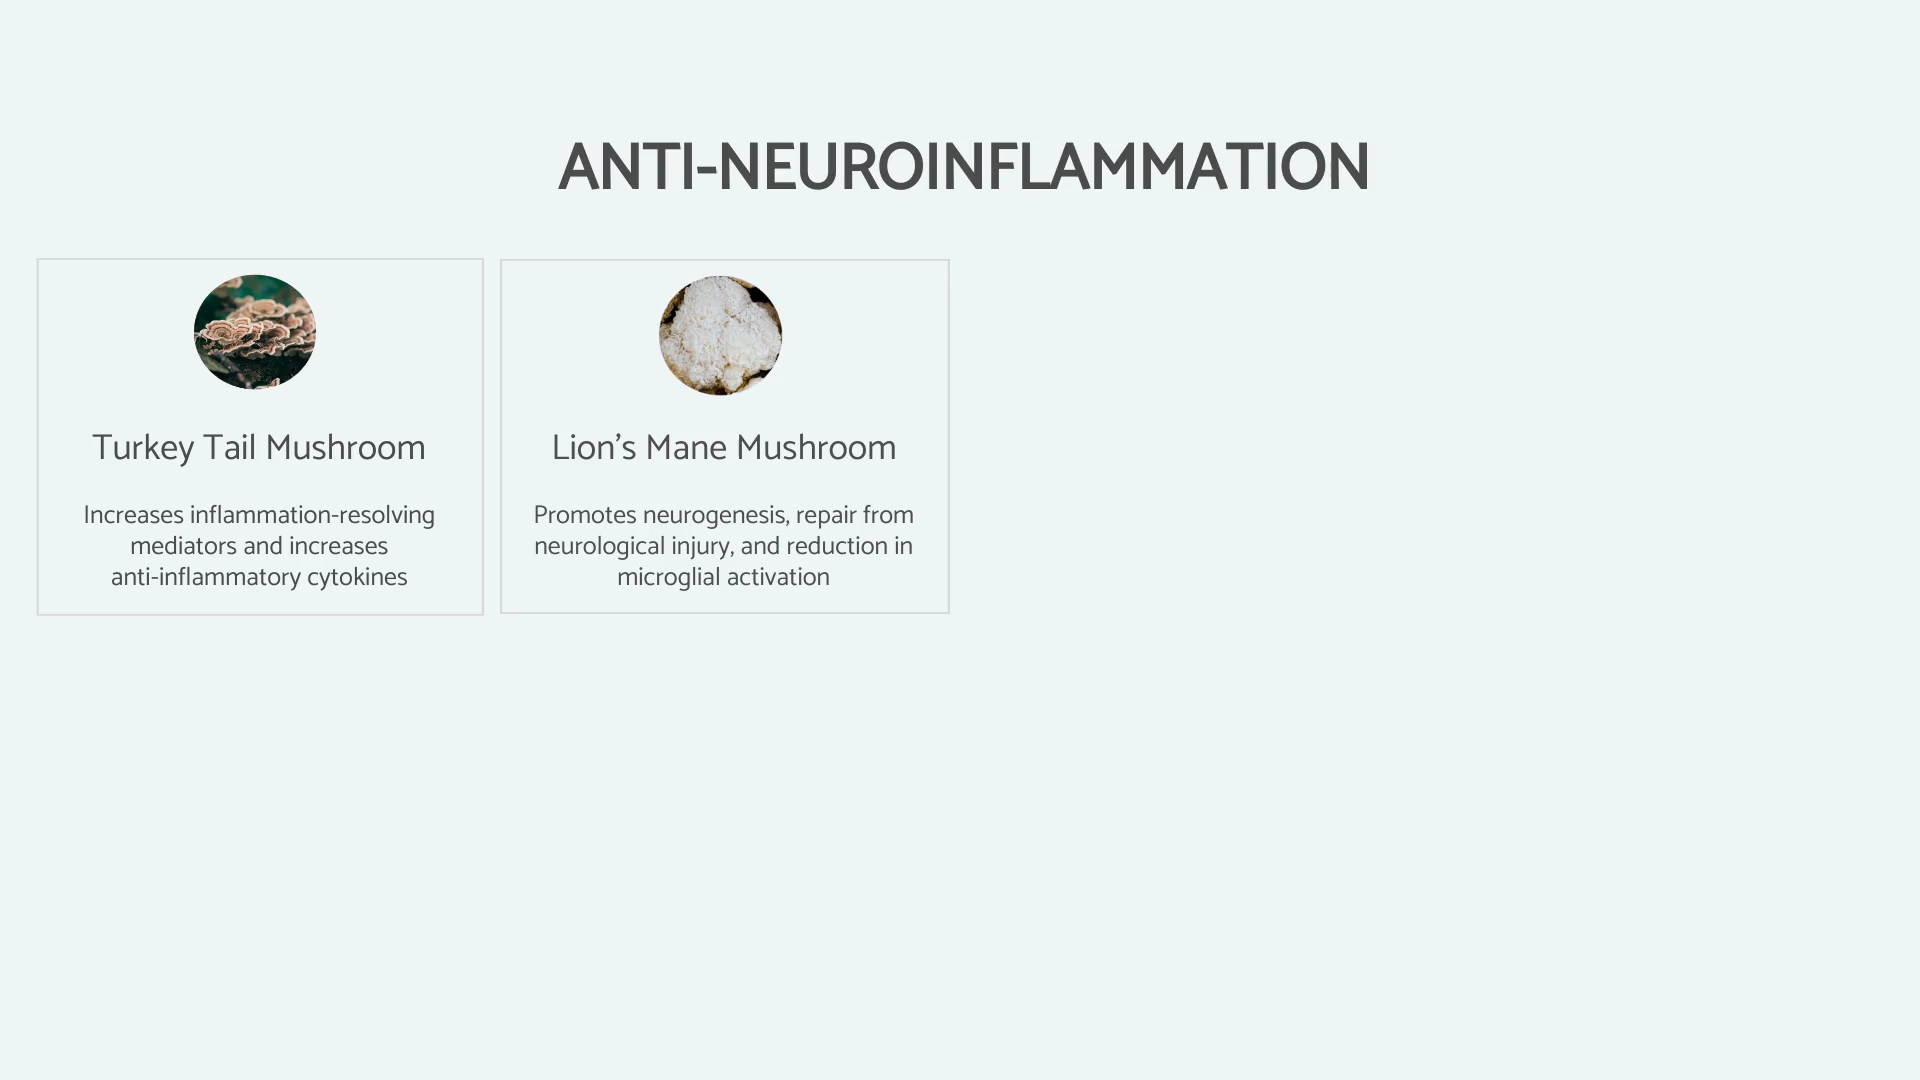 ANTI-NEUROINFLAMMATION
Turkey Tail Mushroom
Increases inflammation-resolving
mediators and increases
anti-inflammatory cytokines
Lion’s Mane Mushroom
Promotes neurogenesis, repair from
neurological injury, and reduction in
microglial activation